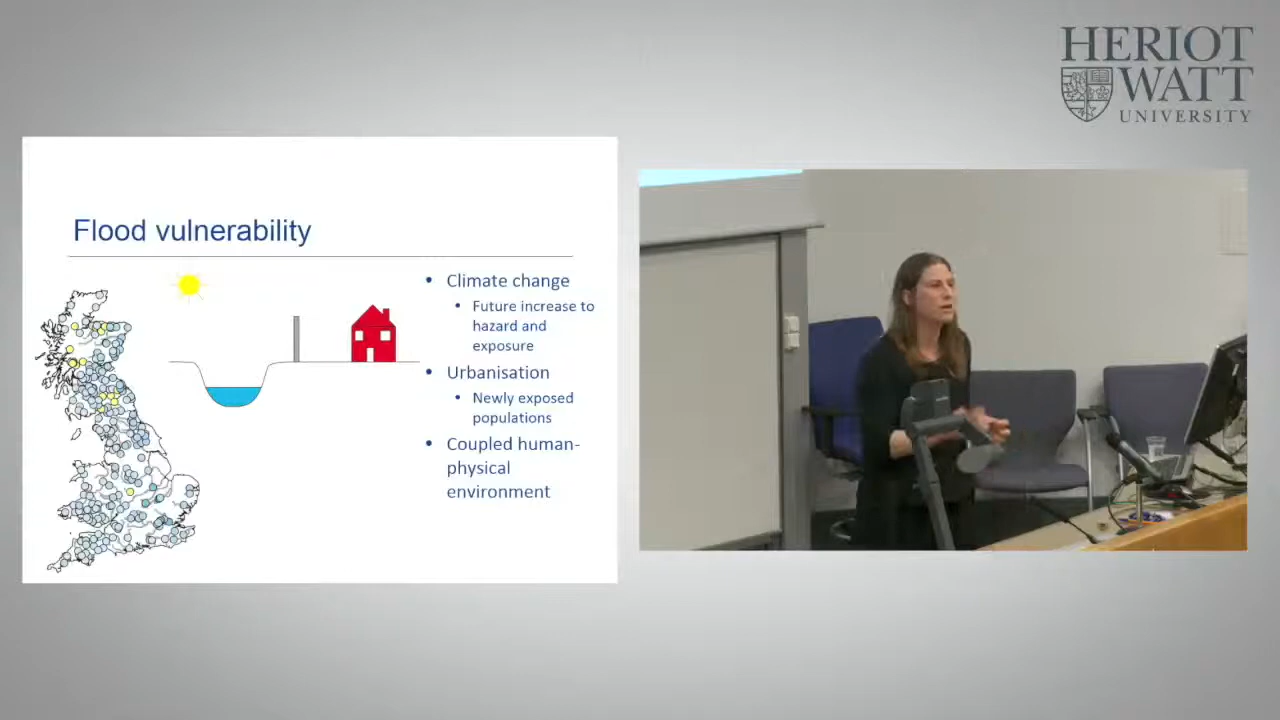 HERIOT
WATT
UNIVERSITY
Flood vulnerability
• Climate change
• Future increase to
hazard and
exposure
• Urbanisation
• Newly exposed
populations
• Coupled human-
physical
environment